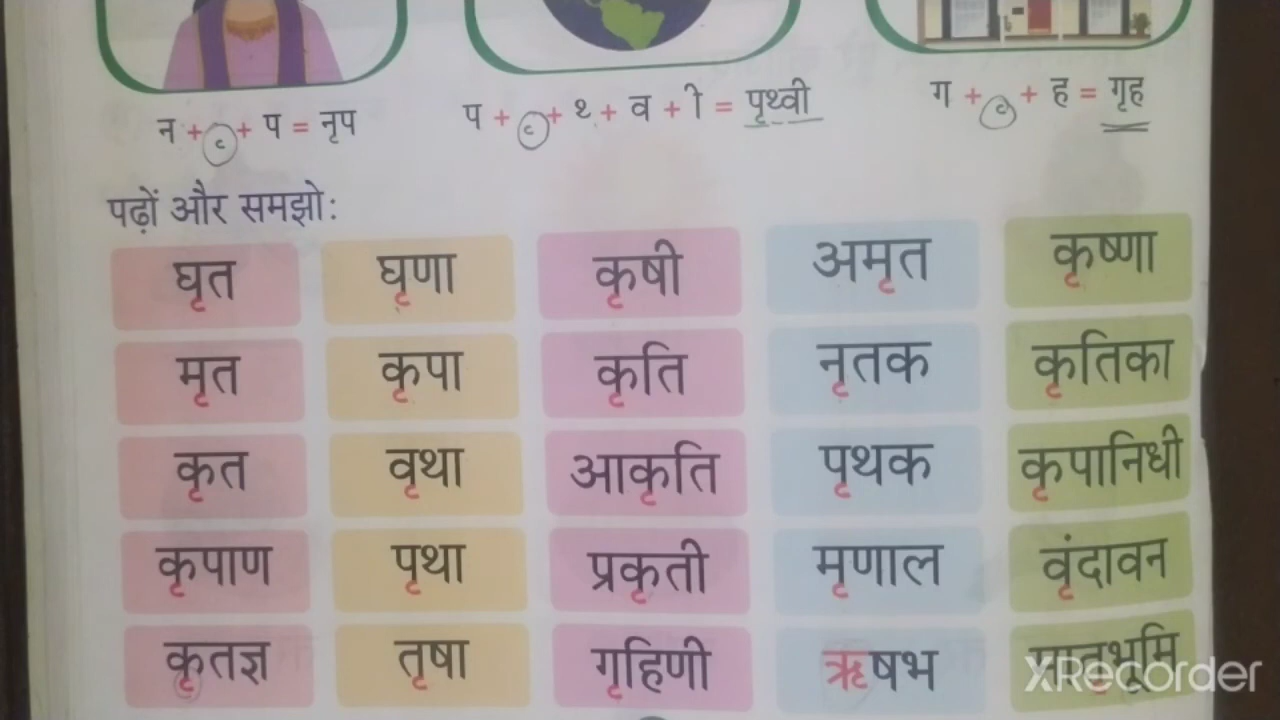 न + ृ + प = नृप
प + ृ + थ् + व + ी = पृथ्वी
ग + ृ + ह = गृह
पढ़ों और समझो:
घृत घृणा कृषी अमृत कृष्णा
मृत कृपा कृति नृतक कृतिका
कृत वृथा आकृति पृथक कृपानिधी
कृपाण पृथा प्रकृती मृणाल वृंदावन
कृतज्ञ तृषा गृहिणी ऋषभ मातृभूमि
XRecorder